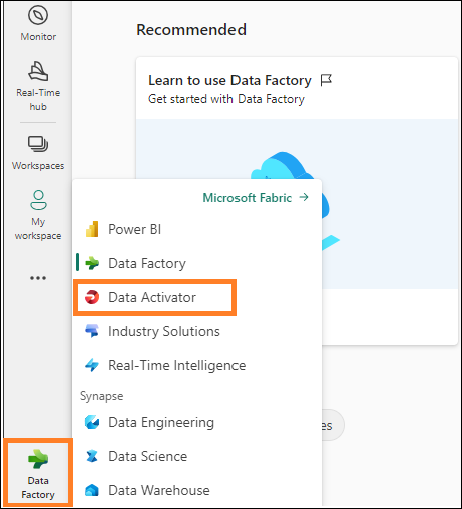 Monitor
Real-Time
hub
Workspaces
My
workspace
Data
Factory
Recommended
Learn to use Data Factory
Get started with Data Factory
Microsoft Fabric
Power BI
Data Factory
Data Activator
Industry Solutions
Real-Time Intelligence
Synapse
Data Engineering
Data Science
Data Warehouse